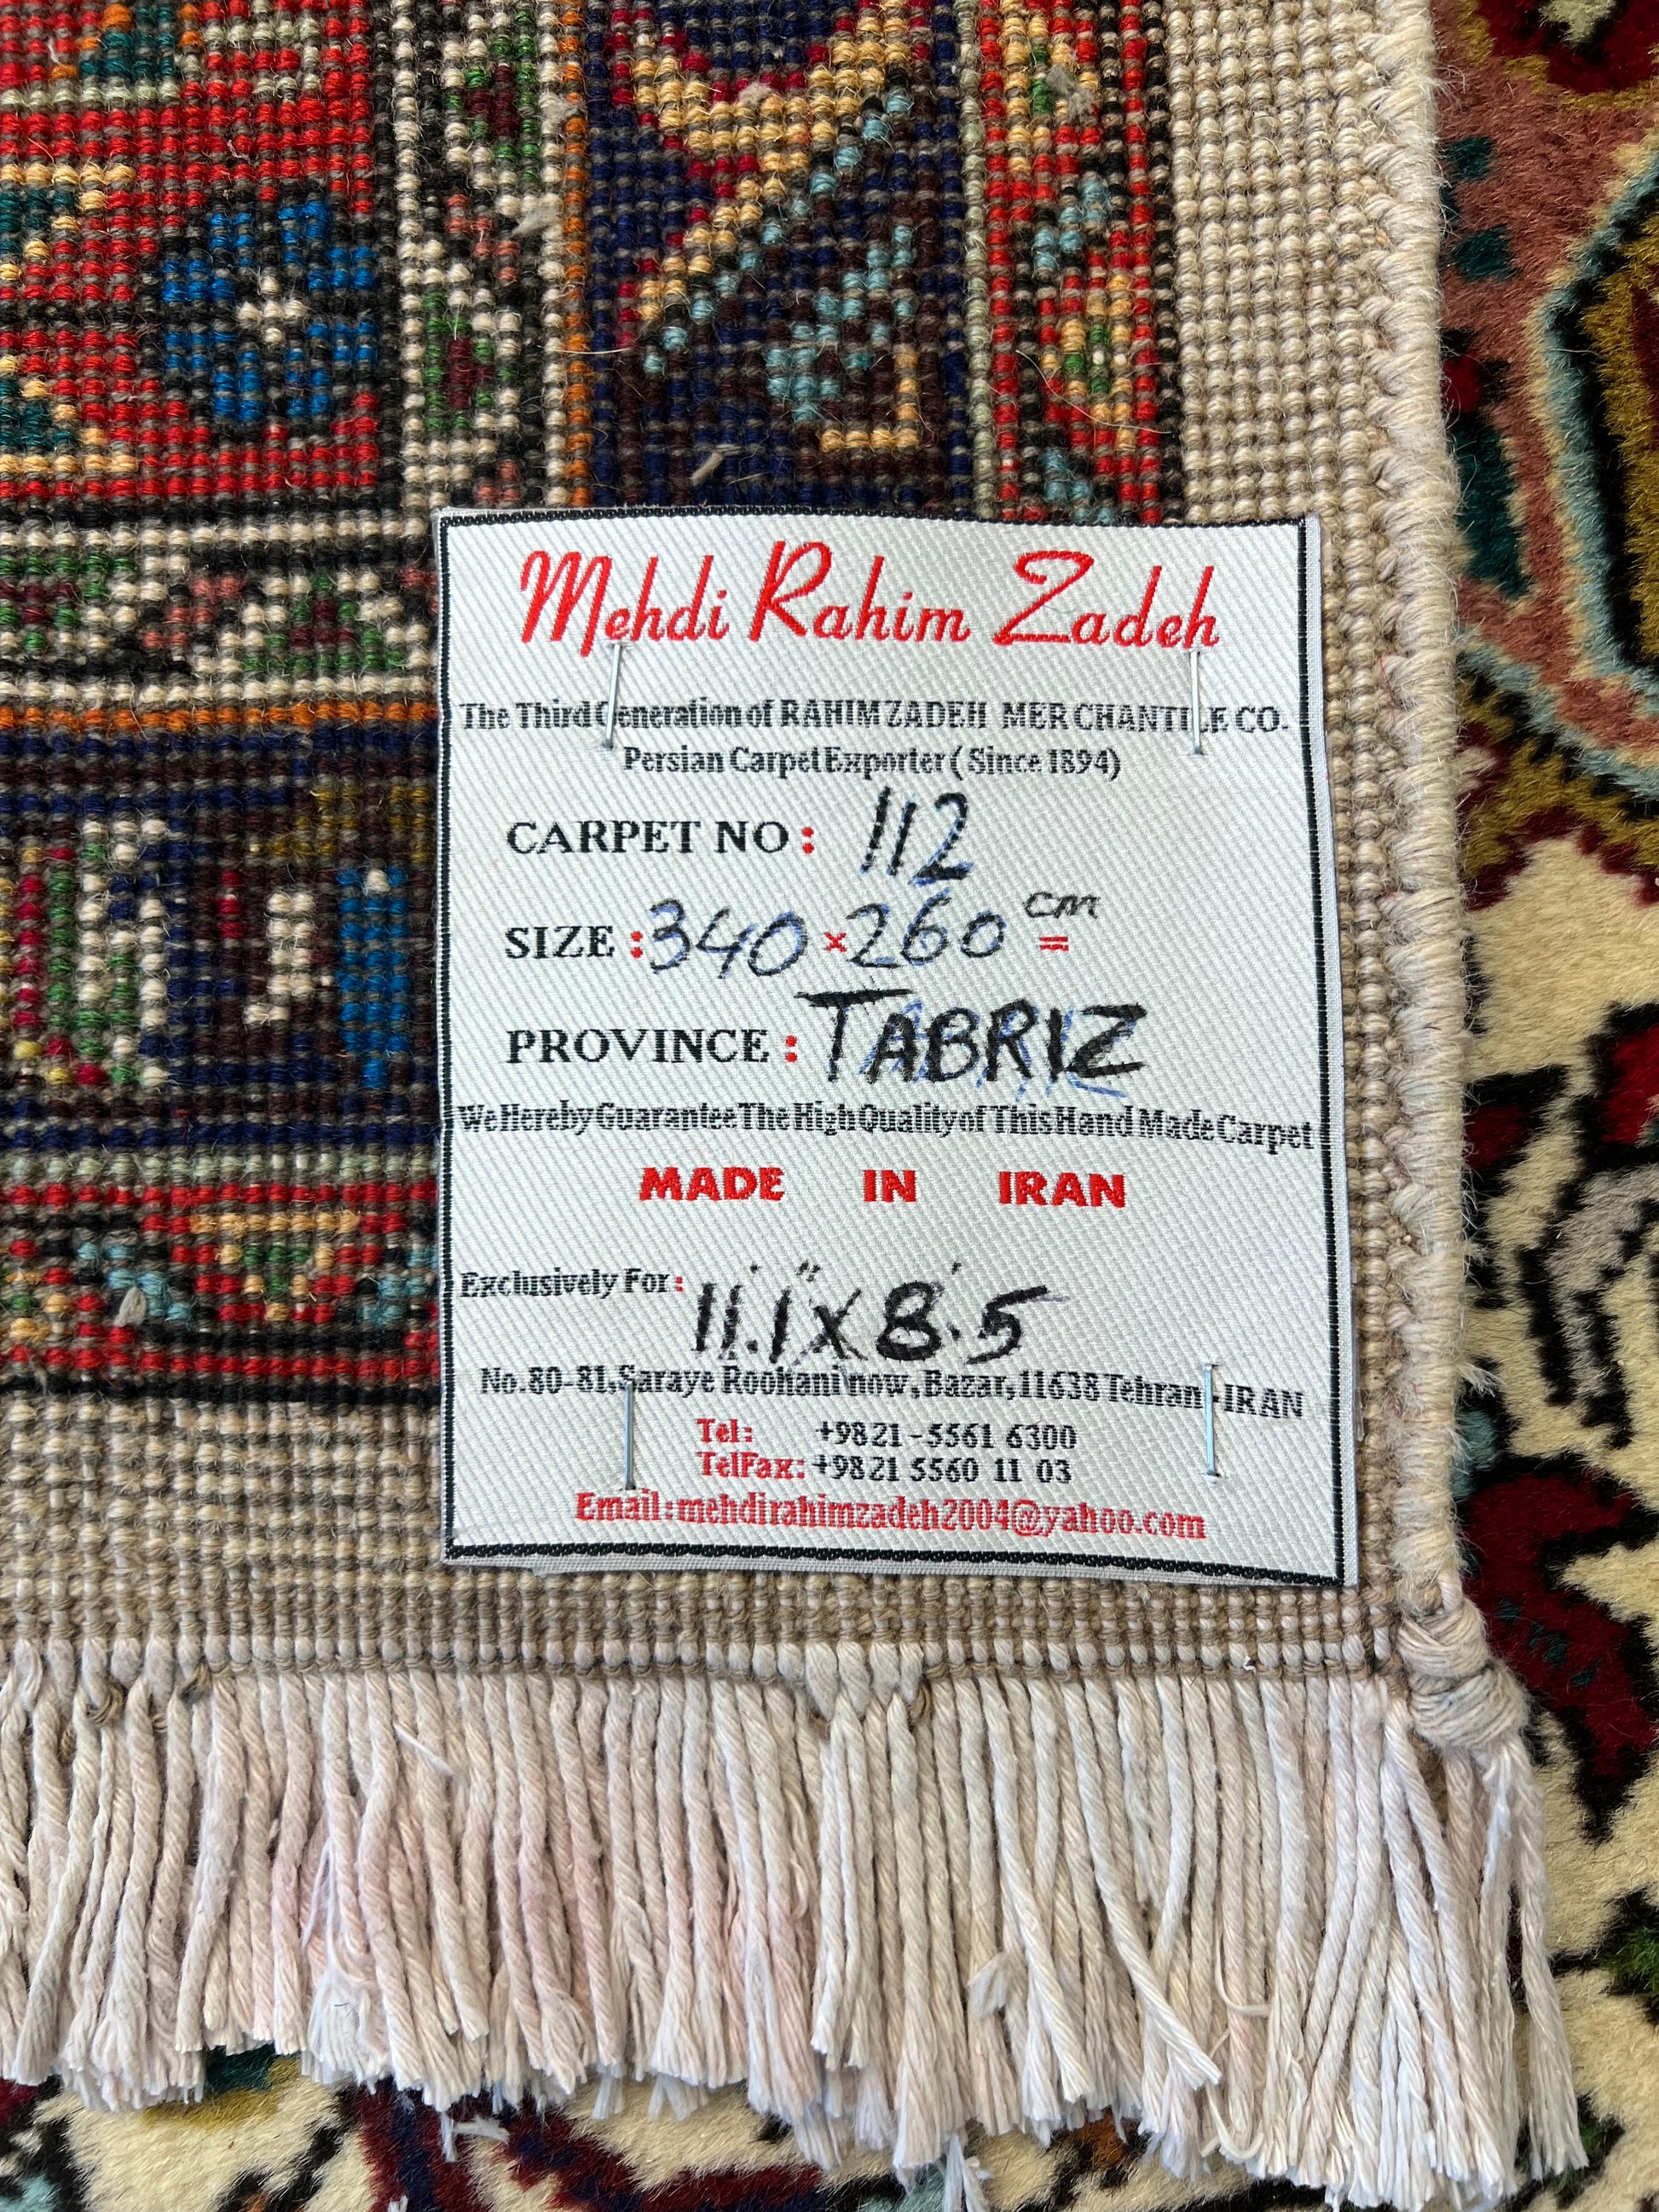 Mehdi Rahim Zadeh
The Third Generation of RAHIMZADEH MERCHANTILE CO.
Persian Carpet Exporter ( Since 1894)
CARPET NO : 112
SIZE : 340 x 260 cm =
PROVINCE : TABRIZ
We Hereby Guarantee The High Quality of This Hand Made Carpet
MADE IN IRAN
Exclusively For: 11.'1" x 8.'5
No.80-81,Saraye Roohani now, Bazar,11638 Tehran-IRAN
Tel: +9821-5561 6300
TelFax: +9821 5560 11 03
Email:mehdirahimzadeh2004@yahoo.com